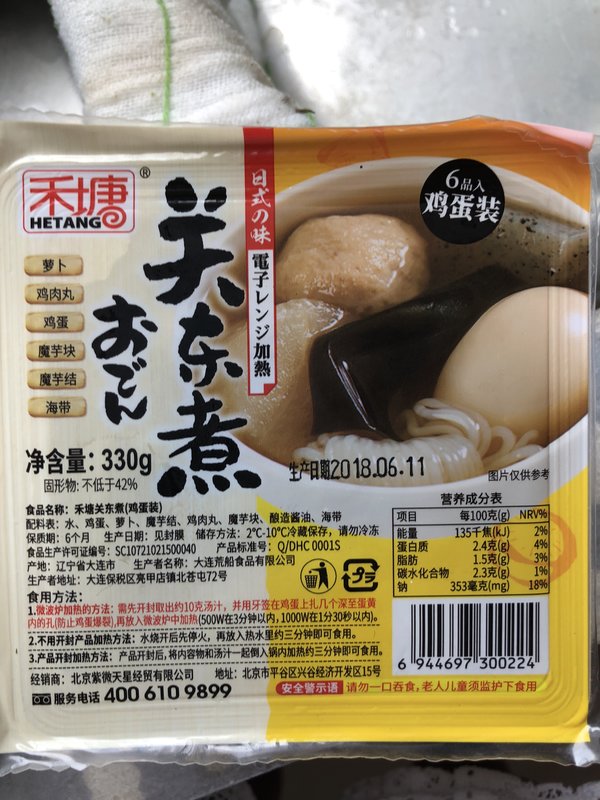 禾塘®
HETANG
萝卜
鸡肉丸
鸡蛋
魔芋块
魔芋结
海带
关东煮
おでん
日式の味
電子レンジ加熱
6品入
鸡蛋装
净含量：330g
固形物：不低于42%
生产日期2018.06.11
图片仅供参考
食品名称：禾塘关东煮(鸡蛋装)
配料表：水、鸡蛋、萝卜、魔芋结、鸡肉丸、魔芋块、酿造酱油、海带
保质期：6个月 生产日期：见封膜 储存方法：2°C-10°C冷藏保存，请勿冷冻
食品生产许可证编号：SC10721021500040 产品标准号：Q/DHC 0001S
产地：辽宁省大连市 生产者名称：大连荒船食品有限公司
生产者地址：大连保税区亮甲店镇北苍屯72号
食用方法：
1.微波炉加热的方法：需先开封取出约10克汤汁，并用牙签在鸡蛋上扎几个深至蛋黄
内的孔(防止鸡蛋爆裂),再放入微波炉中加热(500W在3分钟以内，1000W在1分30秒以内)。
2.不用开封产品加热方法：水烧开后先停火，再放入热水里约三分钟即可食用。
3.产品开封加热方法：产品开封后,将内容物和汤汁一起倒入锅内加热约三分钟即可食用。
经销商：北京紫微天星经贸有限公司 地址：北京市平谷区兴谷经济开发区15号
服务电话 400 610 9899
安全警示语 请勿一口吞食,老人儿童须监护下食用
营养成分表
项目 每100克(g) NRV%
能量 135千焦(kJ) 2%
蛋白质 2.4克(g) 4%
脂肪 1.5克(g) 3%
碳水化合物 2.3克(g) 1%
钠 353毫克(mg) 18%
プラ
6 944697 300224